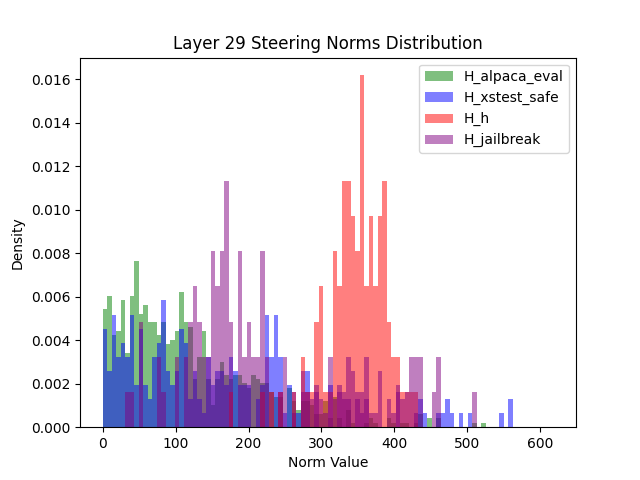 Layer 29 Steering Norms Distribution
H_alpaca_eval
H_xstest_safe
H_h
H_jailbreak
0.016
0.014
0.012
0.010
0.008
0.006
0.004
0.002
0.000
Density
0 100 200 300 400 500 600
Norm Value